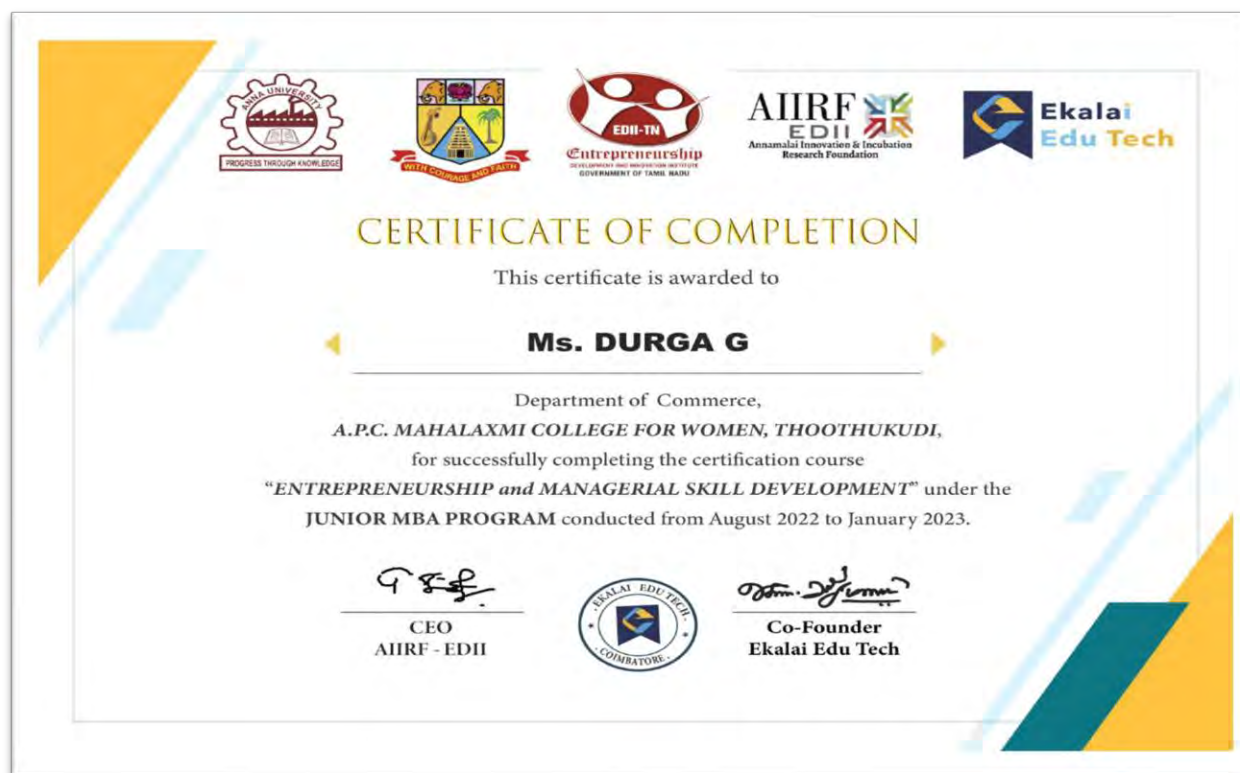 ANNA UNIVERSITY
PROGRESS THROUGH KNOWLEDGE
WITH COURAGE AND FAITH
EDII-TN
Entrepreneurship
DEVELOPMENT AND INNOVATION INSTITUTE
GOVERNMENT OF TAMIL NADU
AIIRF
EDII
Annamalai Innovation & Incubation
Research Foundation
Ekalai
Edu Tech
CERTIFICATE OF COMPLETION
This certificate is awarded to
Ms. DURGA G
Department of Commerce,
A.P.C. MAHALAXMI COLLEGE FOR WOMEN, THOOTHUKUDI,
for successfully completing the certification course
“ENTREPRENEURSHIP and MANAGERIAL SKILL DEVELOPMENT” under the
JUNIOR MBA PROGRAM conducted from August 2022 to January 2023.
CEO
AIIRF - EDII
EKALAI EDU TECH
COIMBATORE
Co-Founder
Ekalai Edu Tech